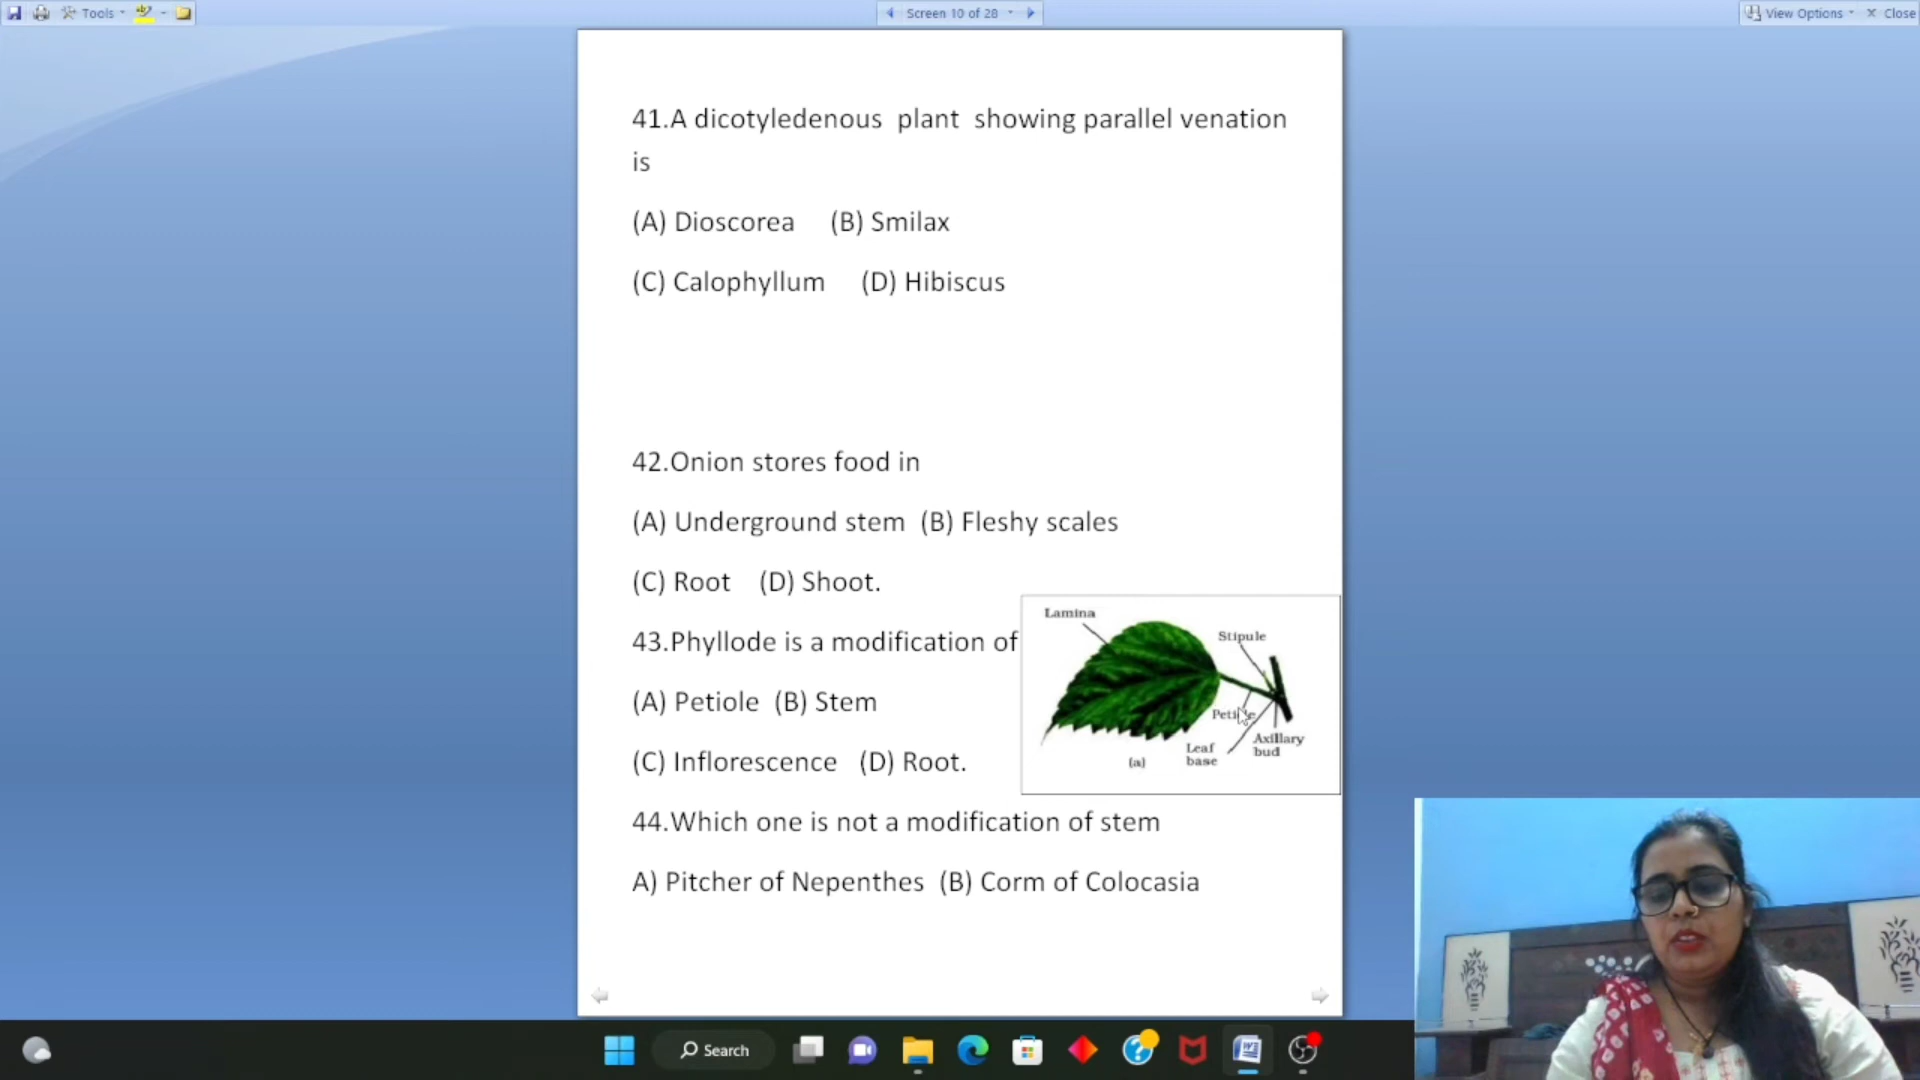 Tools
Screen 10 of 28
View Options
Close
41.A dicotyledenous plant showing parallel venation
is
(A) Dioscorea (B) Smilax
(C) Calophyllum (D) Hibiscus
42.Onion stores food in
(A) Underground stem (B) Fleshy scales
(C) Root (D) Shoot.
43.Phyllode is a modification of
(A) Petiole (B) Stem
(C) Inflorescence (D) Root.
Lamina
Stipule
Petiole
Leaf
base
Axillary
bud
(a)
44.Which one is not a modification of stem
A) Pitcher of Nepenthes (B) Corm of Colocasia
Search